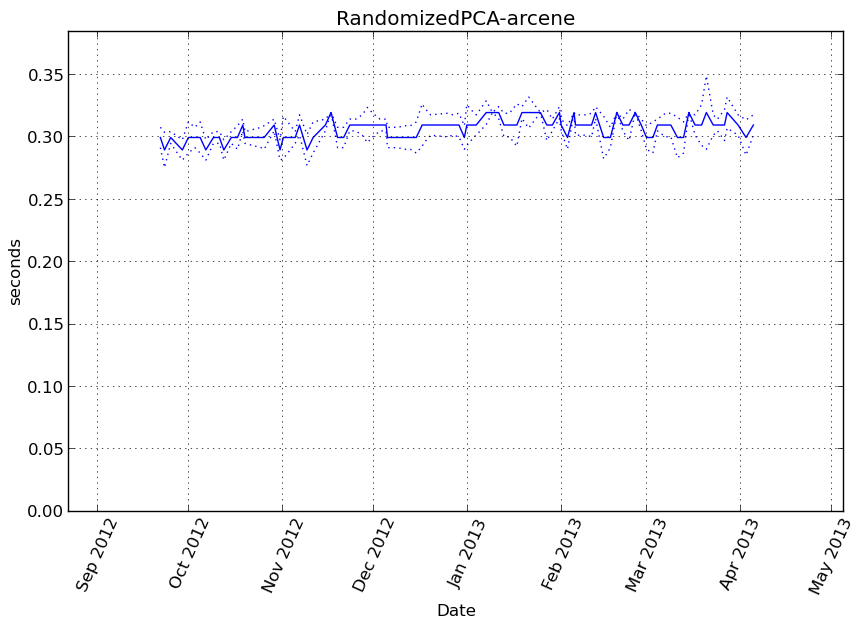 RandomizedPCA-arcene
0.35
0.30
0.25
0.20
0.15
0.10
0.05
0.00
seconds
Sep 2012
Oct 2012
Nov 2012
Dec 2012
Jan 2013
Feb 2013
Mar 2013
Apr 2013
May 2013
Date